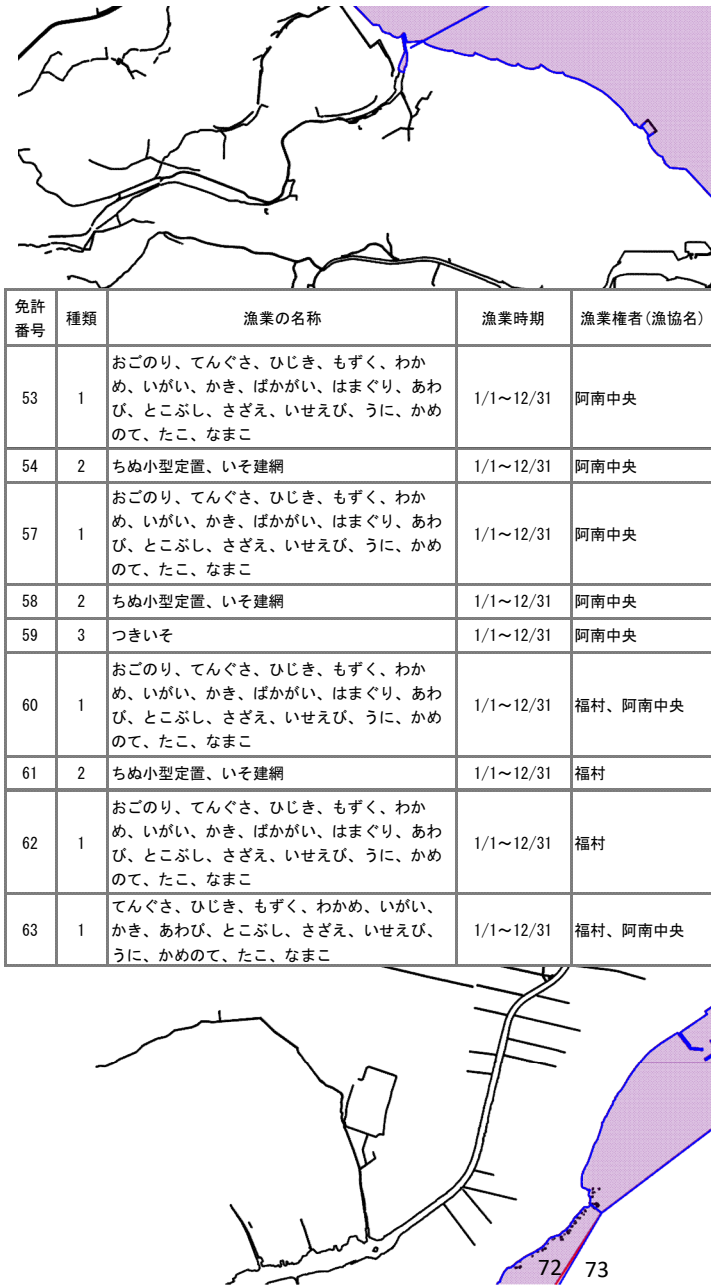 免許番号 種類 漁業の名称 漁業時期 漁業権者(漁協名)
53 1 おごのり、てんぐさ、ひじき、もずく、わか
め、いがい、かき、ばかがい、はまぐり、あわ
び、とこぶし、さざえ、いせえび、うに、かめ
のて、たこ、なまこ 1/1～12/31 阿南中央
54 2 ちぬ小型定置、いそ建網 1/1～12/31 阿南中央
57 1 おごのり、てんぐさ、ひじき、もずく、わか
め、いがい、かき、ばかがい、はまぐり、あわ
び、とこぶし、さざえ、いせえび、うに、かめ
のて、たこ、なまこ 1/1～12/31 阿南中央
58 2 ちぬ小型定置、いそ建網 1/1～12/31 阿南中央
59 3 つきいそ 1/1～12/31 阿南中央
60 1 おごのり、てんぐさ、ひじき、もずく、わか
め、いがい、かき、ばかがい、はまぐり、あわ
び、とこぶし、さざえ、いせえび、うに、かめ
のて、たこ、なまこ 1/1～12/31 福村、阿南中央
61 2 ちぬ小型定置、いそ建網 1/1～12/31 福村
62 1 おごのり、てんぐさ、ひじき、もずく、わか
め、いがい、かき、ばかがい、はまぐり、あわ
び、とこぶし、さざえ、いせえび、うに、かめ
のて、たこ、なまこ 1/1～12/31 福村
63 1 てんぐさ、ひじき、もずく、わかめ、いがい、
かき、あわび、とこぶし、さざえ、いせえび、
うに、かめのて、たこ、なまこ 1/1～12/31 福村、阿南中央
72 73